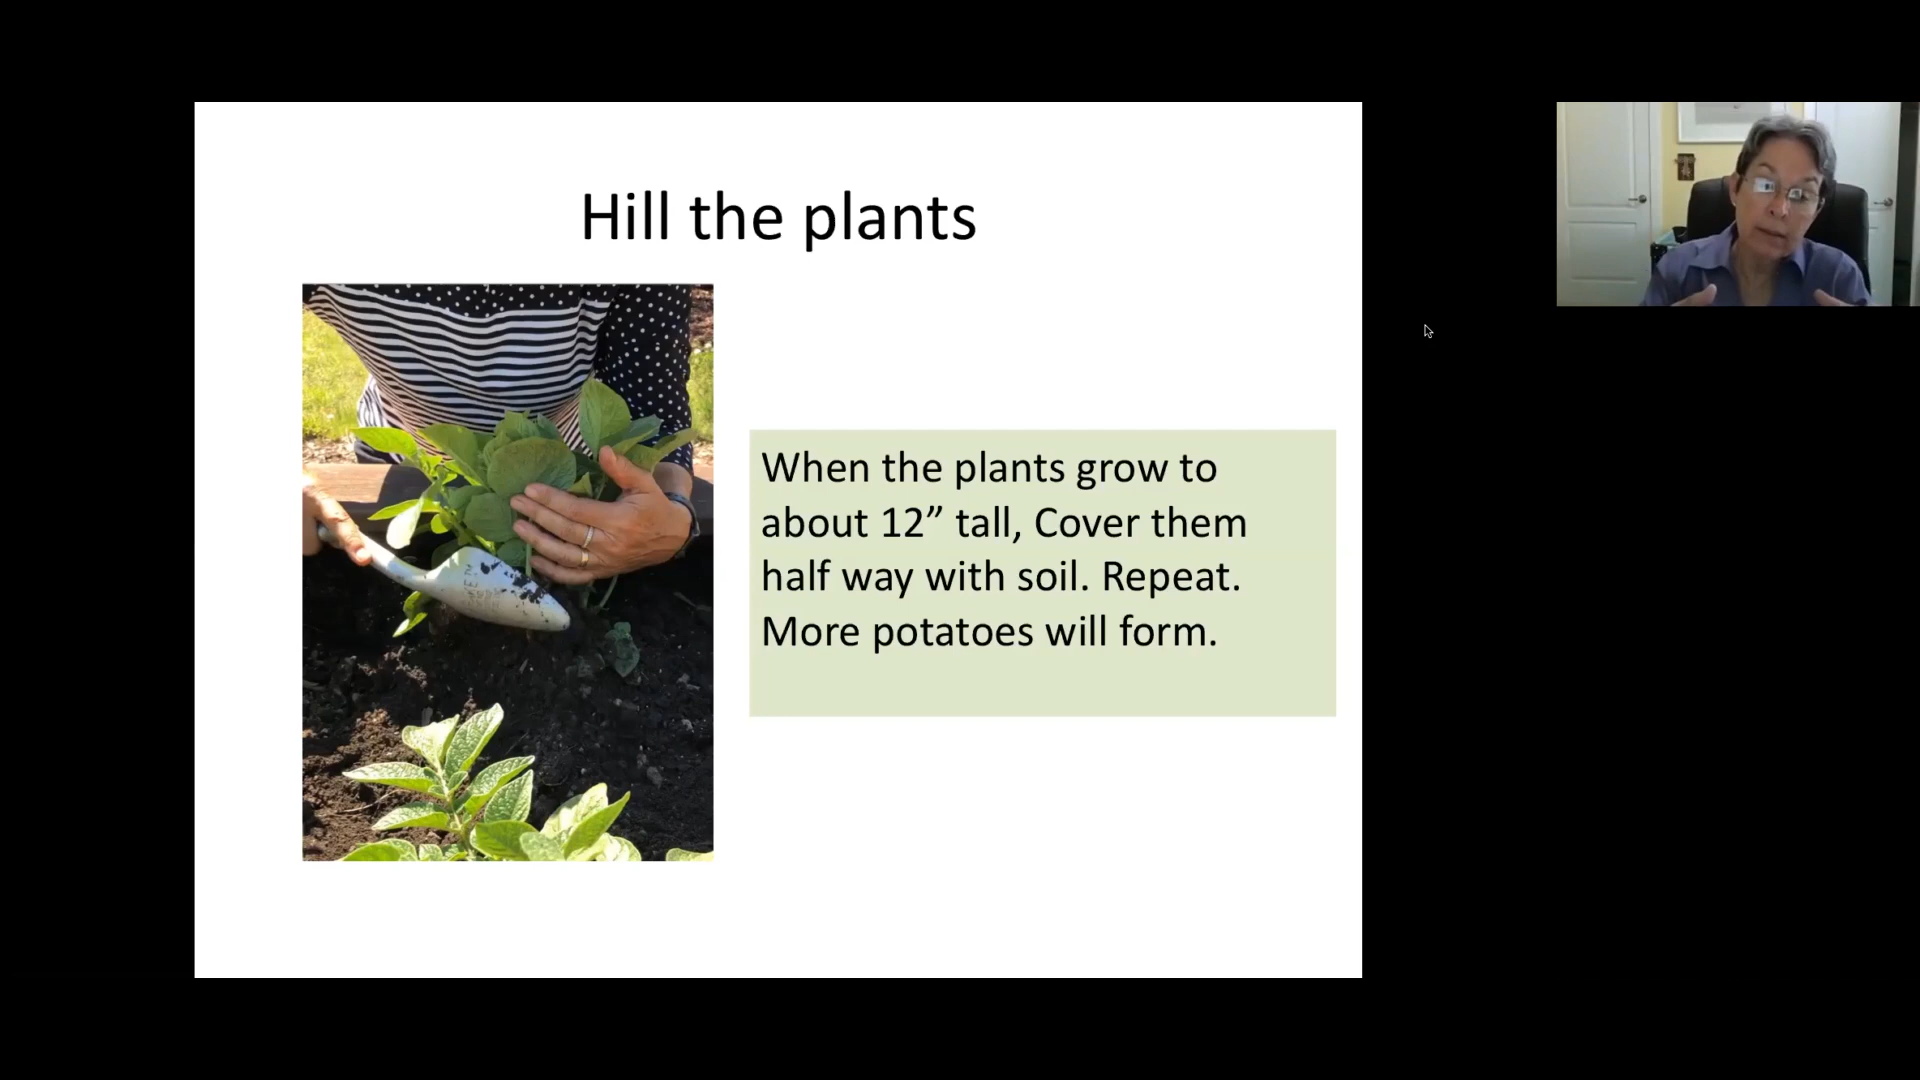 Hill the plants
When the plants grow to
about 12” tall, Cover them
half way with soil. Repeat.
More potatoes will form.